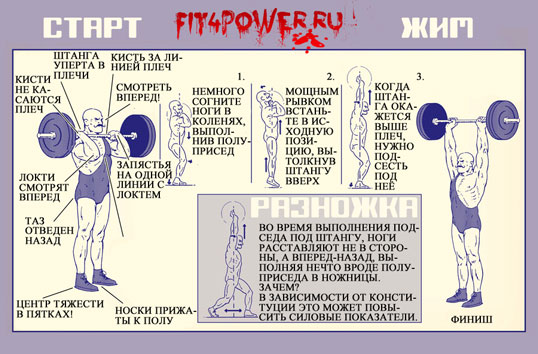 СТАРТ
FIT4POWER.RU
ЖИМ
ШТАНГА
УПЕРТА В
ПЛЕЧИ
КИСТЬ ЗА ЛИ-
НИЕЙ ПЛЕЧ
КИСТИ
НЕ КА-
САЮТСЯ
ПЛЕЧ
СМОТРЕТЬ
ВПЕРЕД!
ЗАПЯСТЬЯ
НА ОДНОЙ
ЛИНИИ С
ЛОКТЕМ
ЛОКТИ
СМОТРЯТ
ВПЕРЕД
ТАЗ
ОТВЕДЕН
НАЗАД
ЦЕНТР ТЯЖЕСТИ
В ПЯТКАХ!
НОСКИ ПРИЖА-
ТЫ К ПОЛУ
1.
НЕМНОГО
СОГНИТЕ
НОГИ В
КОЛЕНЯХ,
ВЫПОЛ-
НИВ ПОЛУ-
ПРИСЕД
2.
МОЩНЫМ
РЫВКОМ
ВСТАНЬ-
ТЕ В ИС-
ХОДНУЮ
ПОЗИ-
ЦИЮ, ВЫ-
ТОЛКНУВ
ШТАНГУ
ВВЕРХ
3.
КОГДА
ШТАН-
ГА ОКА-
ЖЕТСЯ
ВЫШЕ
ПЛЕЧ,
НУЖНО
ПОД-
СЕСТЬ
ПОД
НЕЁ
РАЗНОЖКА
ВО ВРЕМЯ ВЫПОЛНЕНИЯ ПОД-
СЕДА ПОД ШТАНГУ, НОГИ
РАССТАВЛЯЮТ НЕ В СТОРО-
НЫ, А ВПЕРЕД-НАЗАД, ВЫ-
ПОЛНЯЯ НЕЧТО ВРОДЕ ПОЛУ-
ПРИСЕДА В НОЖНИЦЫ.
ЗАЧЕМ?
В ЗАВИСИМОСТИ ОТ КОНСТИ-
ТУЦИИ ЭТО МОЖЕТ ПОВЫ-
СИТЬ СИЛОВЫЕ ПОКАЗАТЕЛИ.
ФИНИШ